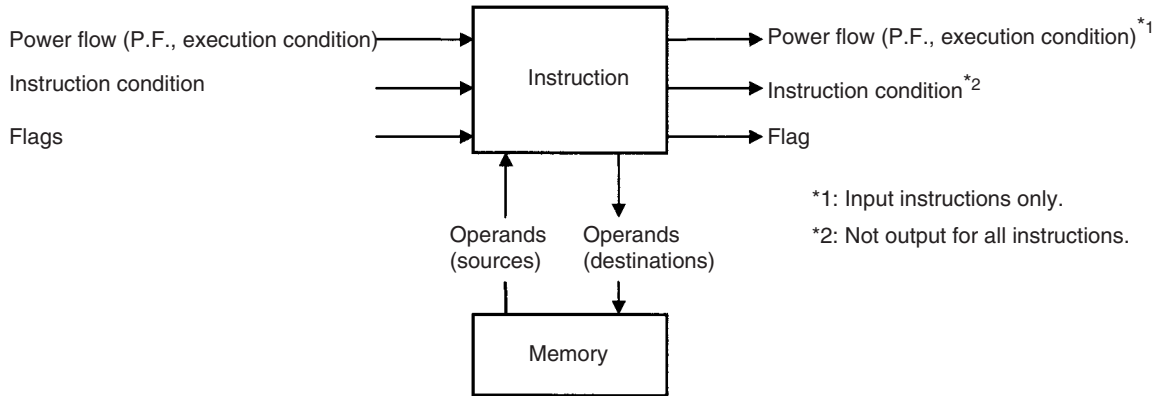 Power flow (P.F., execution condition)
Instruction condition
Flags
Instruction
Power flow (P.F., execution condition)*1
Instruction condition*2
Flag
*1: Input instructions only.
*2: Not output for all instructions.
Operands
(sources)
Operands
(destinations)
Memory